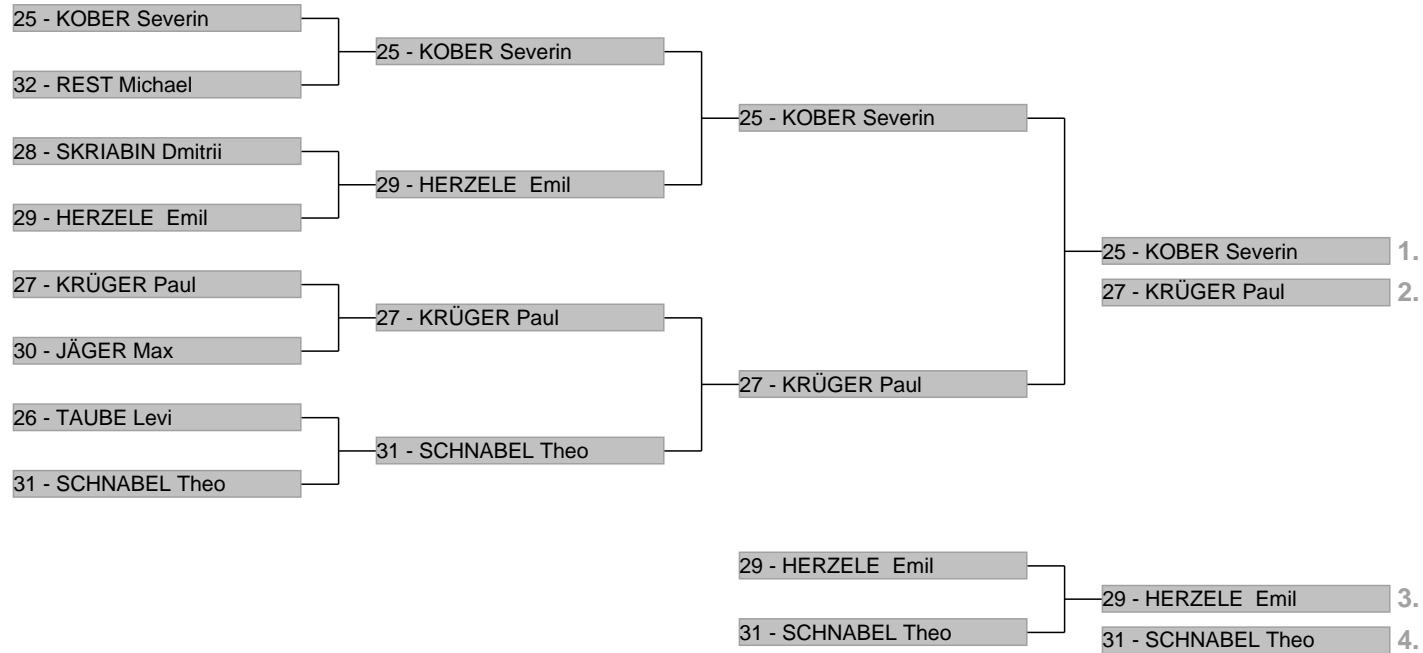 25 - KOBER Severin
32 - REST Michael
28 - SKRIABIN Dmitrii
29 - HERZELE  Emil
27 - KRÜGER Paul
30 - JÄGER Max
26 - TAUBE Levi
31 - SCHNABEL Theo
25 - KOBER Severin
29 - HERZELE  Emil
27 - KRÜGER Paul
31 - SCHNABEL Theo
25 - KOBER Severin
27 - KRÜGER Paul
25 - KOBER Severin 1.
27 - KRÜGER Paul 2.
29 - HERZELE  Emil
31 - SCHNABEL Theo
29 - HERZELE  Emil 3.
31 - SCHNABEL Theo 4.